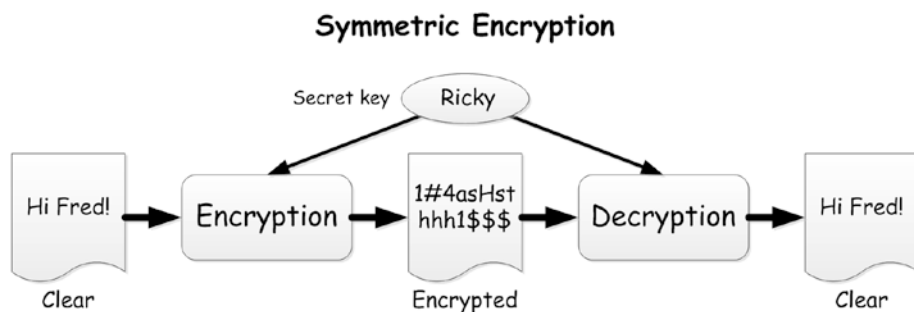 Symmetric Encryption
Secret key
Ricky
Hi Fred!
Encryption
1#4asHst
hhh1$$$
Decryption
Hi Fred!
Clear
Encrypted
Clear